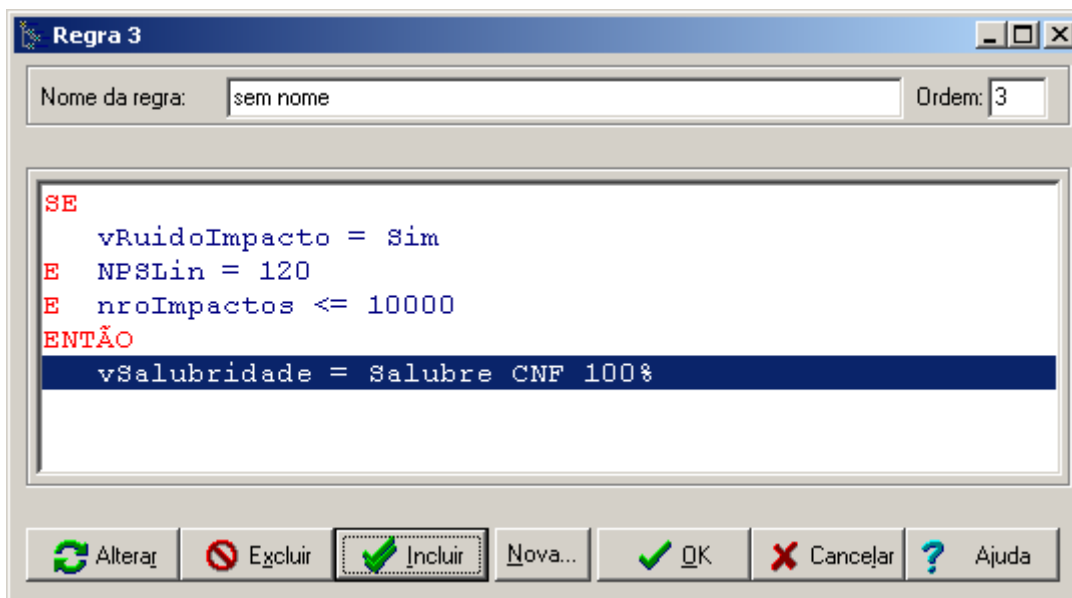 Regra 3
Nome da regra: sem nome Ordem: 3
SE
vRuidoImpacto = Sim
E NPSLin = 120
E nroImpactos <= 10000
ENTÃO
vSalubridade = Salubre CNF 100%
Alterar Excluir Incluir Nova... OK Cancelar Ajuda